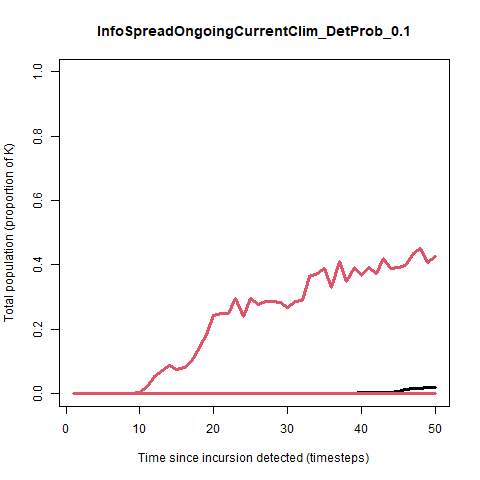 InfoSpreadOngoingCurrentClim_DetProb_0.1
Total population (proportion of K)
1.0
0.8
0.6
0.4
0.2
0.0
0 10 20 30 40 50
Time since incursion detected (timesteps)